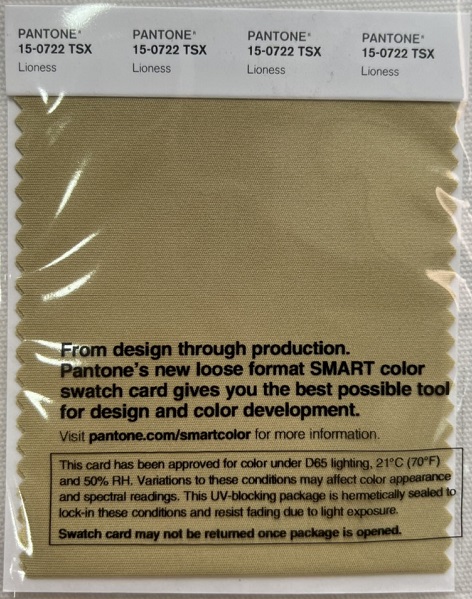 PANTONE® PANTONE® PANTONE® PANTONE®
15-0722 TSX 15-0722 TSX 15-0722 TSX 15-0722 TSX
Lioness Lioness Lioness Lioness
From design through production.
Pantone's new loose format SMART color
swatch card gives you the best possible tool
for design and color development.
Visit pantone.com/smartcolor for more information.
This card has been approved for color under D65 lighting, 21°C (70°F)
and 50% RH. Variations to these conditions may affect color appearance
and spectral readings. This UV-blocking package is hermetically sealed to
lock-in these conditions and resist fading due to light exposure.
Swatch card may not be returned once package is opened.